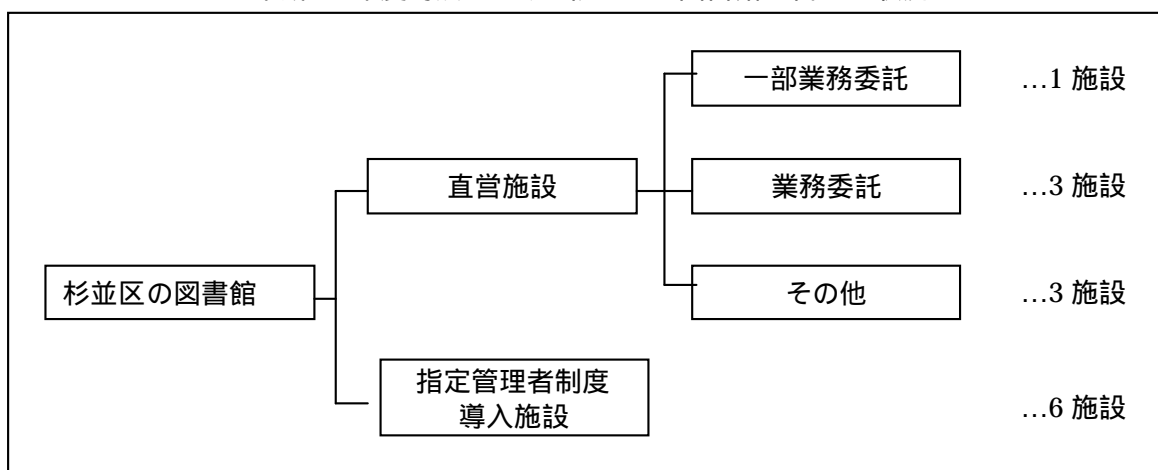 一部業務委託 …1 施設
直営施設 業務委託 …3 施設
杉並区の図書館 その他 …3 施設
指定管理者制度
導入施設 …6 施設